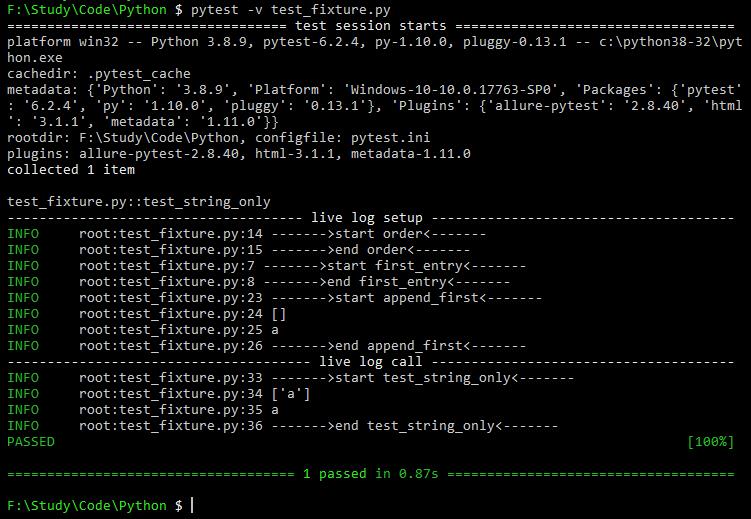 F:\Study\Code\Python $ pytest -v test_fixture.py
==================================== test session starts ====================================
platform win32 -- Python 3.8.9, pytest-6.2.4, py-1.10.0, pluggy-0.13.1 -- c:\python38-32\pyt
hon.exe
cachedir: .pytest_cache
metadata: {'Python': '3.8.9', 'Platform': 'Windows-10-10.0.17763-SP0', 'Packages': {'pytest'
: '6.2.4', 'py': '1.10.0', 'pluggy': '0.13.1'}, 'Plugins': {'allure-pytest': '2.8.40', 'html
': '3.1.1', 'metadata': '1.11.0'}}
rootdir: F:\Study\Code\Python, configfile: pytest.ini
plugins: allure-pytest-2.8.40, html-3.1.1, metadata-1.11.0
collected 1 item

test_fixture.py::test_string_only
-------------------------------------- live log setup ---------------------------------------
INFO     root:test_fixture.py:14 ------->start order<-------
INFO     root:test_fixture.py:15 ------->end order<-------
INFO     root:test_fixture.py:7 ------->start first_entry<-------
INFO     root:test_fixture.py:8 ------->end first_entry<-------
INFO     root:test_fixture.py:23 ------->start append_first<-------
INFO     root:test_fixture.py:24 []
INFO     root:test_fixture.py:25 a
INFO     root:test_fixture.py:26 ------->end append_first<-------
-------------------------------------- live log call ---------------------------------------
INFO     root:test_fixture.py:33 ------->start test_string_only<-------
INFO     root:test_fixture.py:34 ['a']
INFO     root:test_fixture.py:35 a
INFO     root:test_fixture.py:36 ------->end test_string_only<-------
PASSED                                                                                [100%]

==================================== 1 passed in 0.87s ====================================

F:\Study\Code\Python $